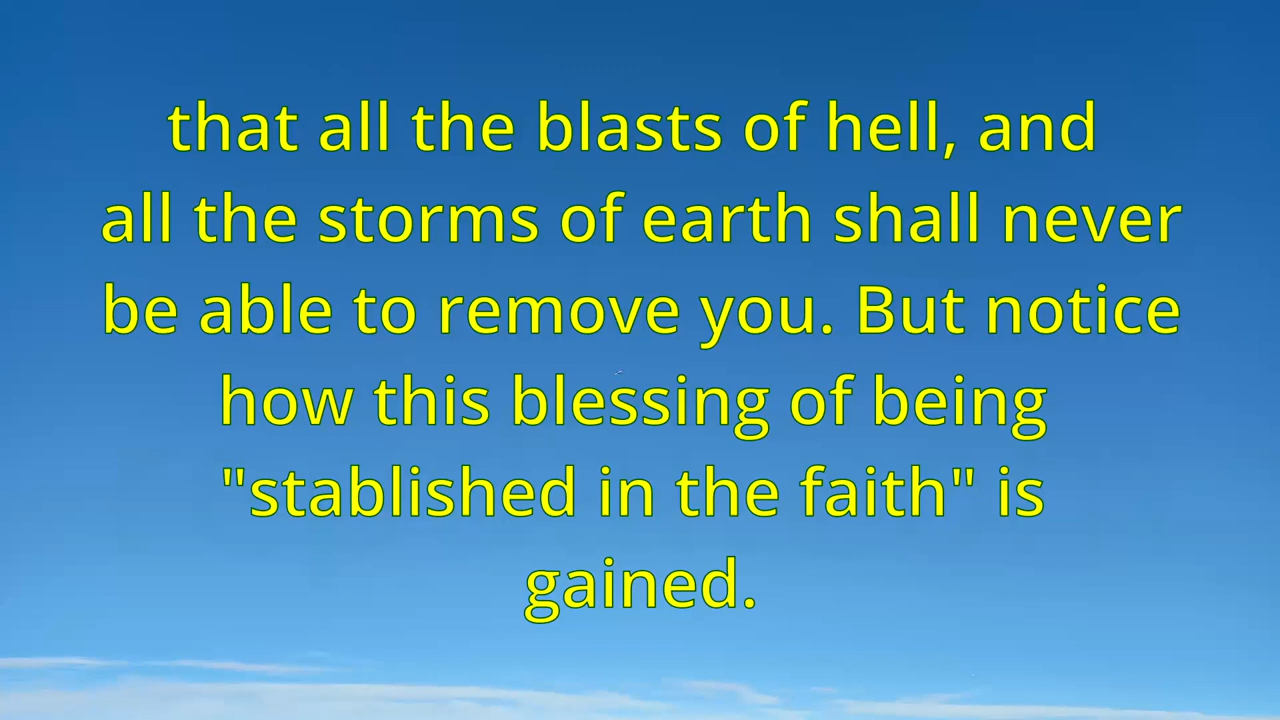 that all the blasts of hell, and
all the storms of earth shall never
be able to remove you. But notice
how this blessing of being
"stablished in the faith" is
gained.